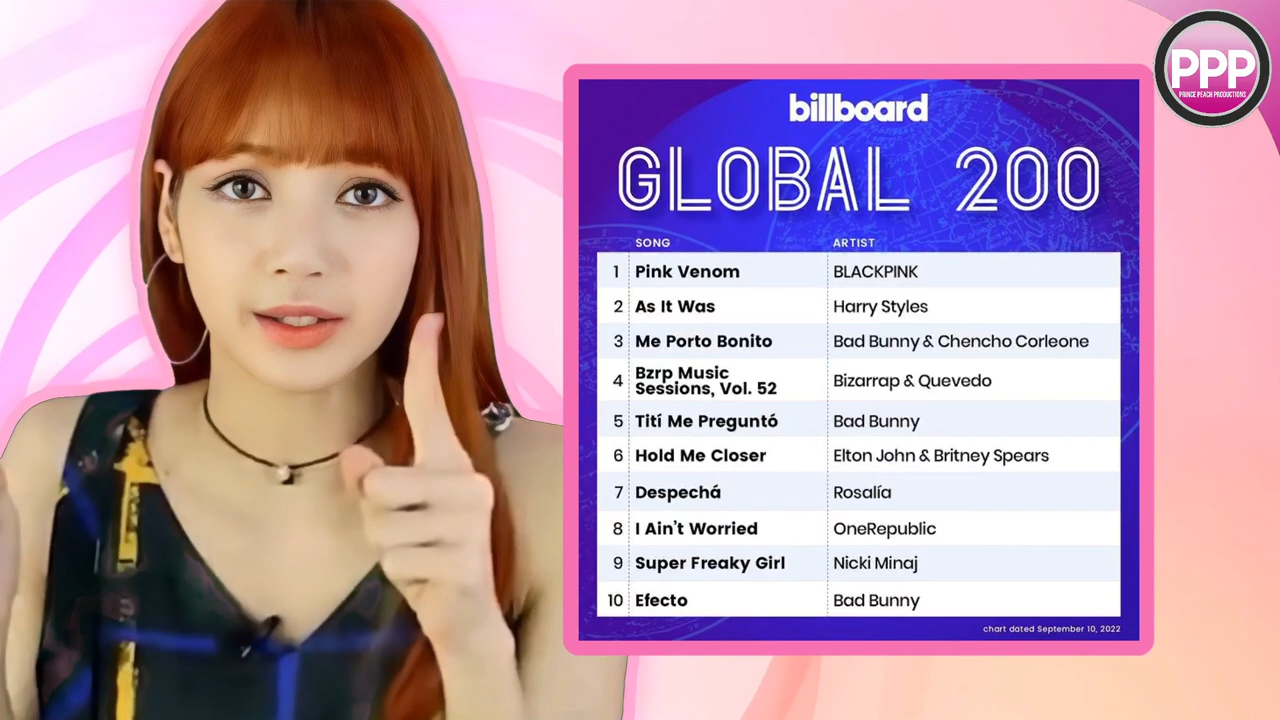 PPP
PRINCE PEACH PRODUCTIONS
billboard
GLOBAL 200
SONG ARTIST
1 Pink Venom BLACKPINK
2 As It Was Harry Styles
3 Me Porto Bonito Bad Bunny & Chencho Corleone
4 Bzrp Music Sessions, Vol. 52 Bizarrap & Quevedo
5 Tití Me Preguntó Bad Bunny
6 Hold Me Closer Elton John & Britney Spears
7 Despechá Rosalía
8 I Ain't Worried OneRepublic
9 Super Freaky Girl Nicki Minaj
10 Efecto Bad Bunny
chart dated September 10, 2022